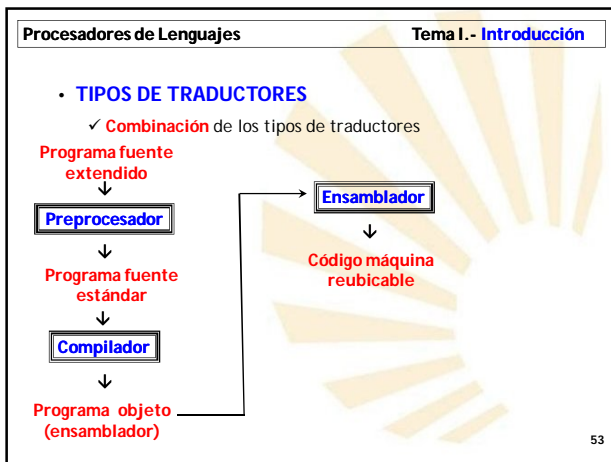 Procesadores de Lenguajes Tema I.- Introducción
• TIPOS DE TRADUCTORES
✓ Combinación de los tipos de traductores
Programa fuente
extendido
Preprocesador
Programa fuente
estándar
Compilador
Programa objeto
(ensamblador)
Ensamblador
Código máquina
reubicable
53